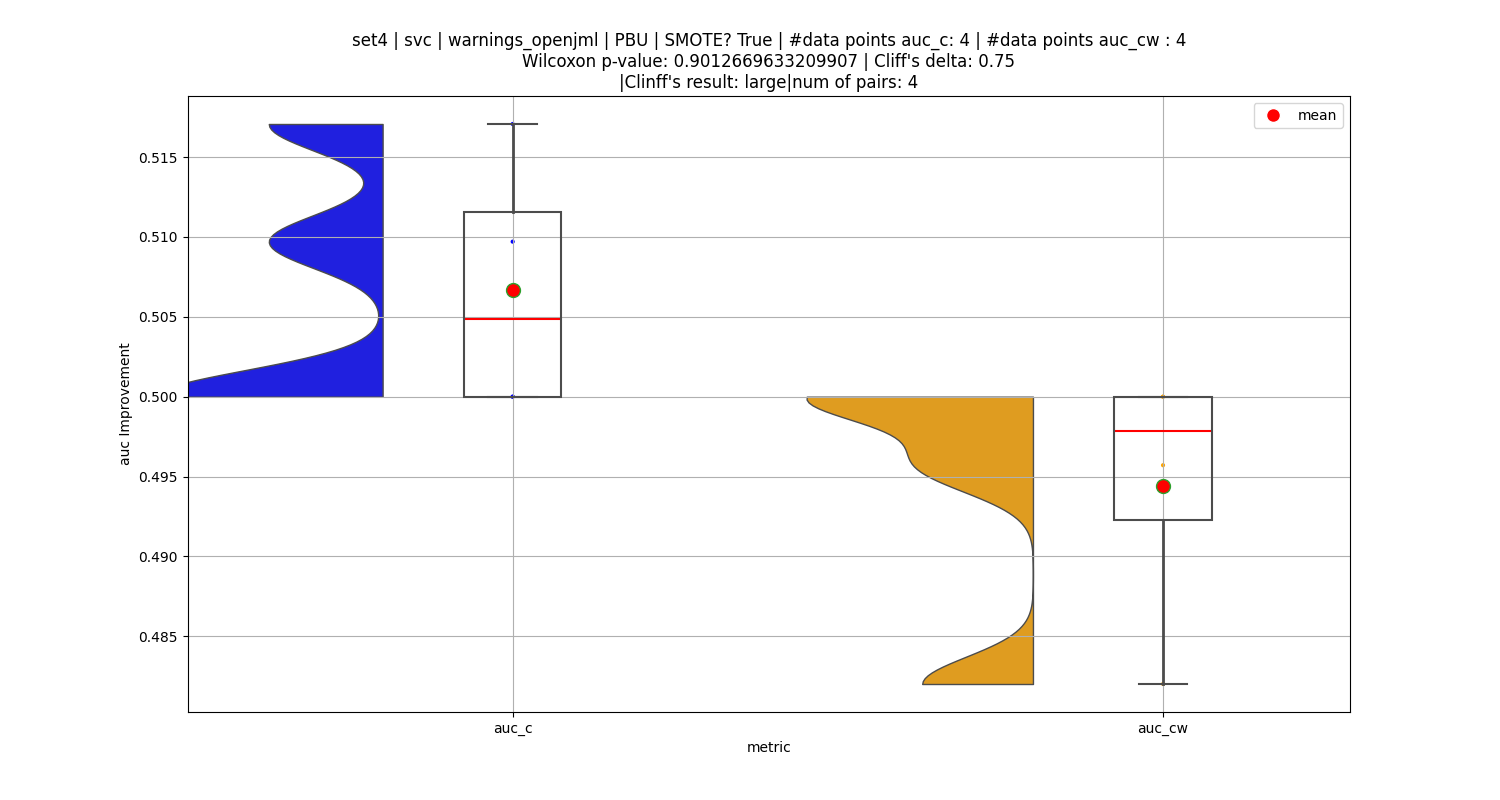 set4 | svc | warnings_openjml | PBU | SMOTE? True | #data points auc_c: 4 | #data points auc_cw : 4
Wilcoxon p-value: 0.9012669633209907 | Cliff's delta: 0.75
|Clinff's result: large|num of pairs: 4
mean
0.515
0.510
0.505
0.500
0.495
0.490
0.485
auc Improvement
auc_c
auc_cw
metric